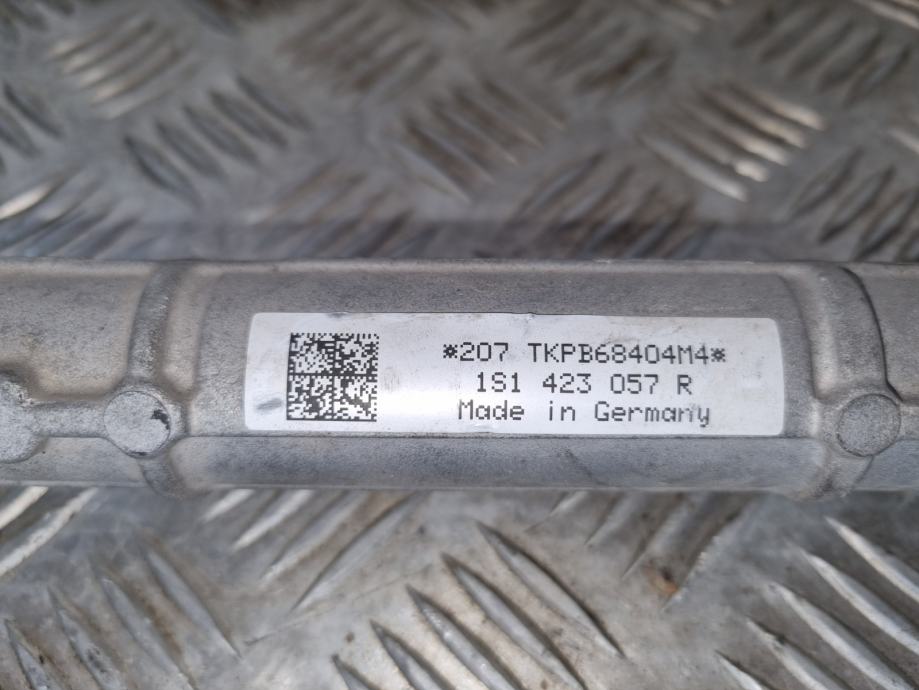 *207 TKPB68404M4*
1S1 423 057 R
Made in Germany